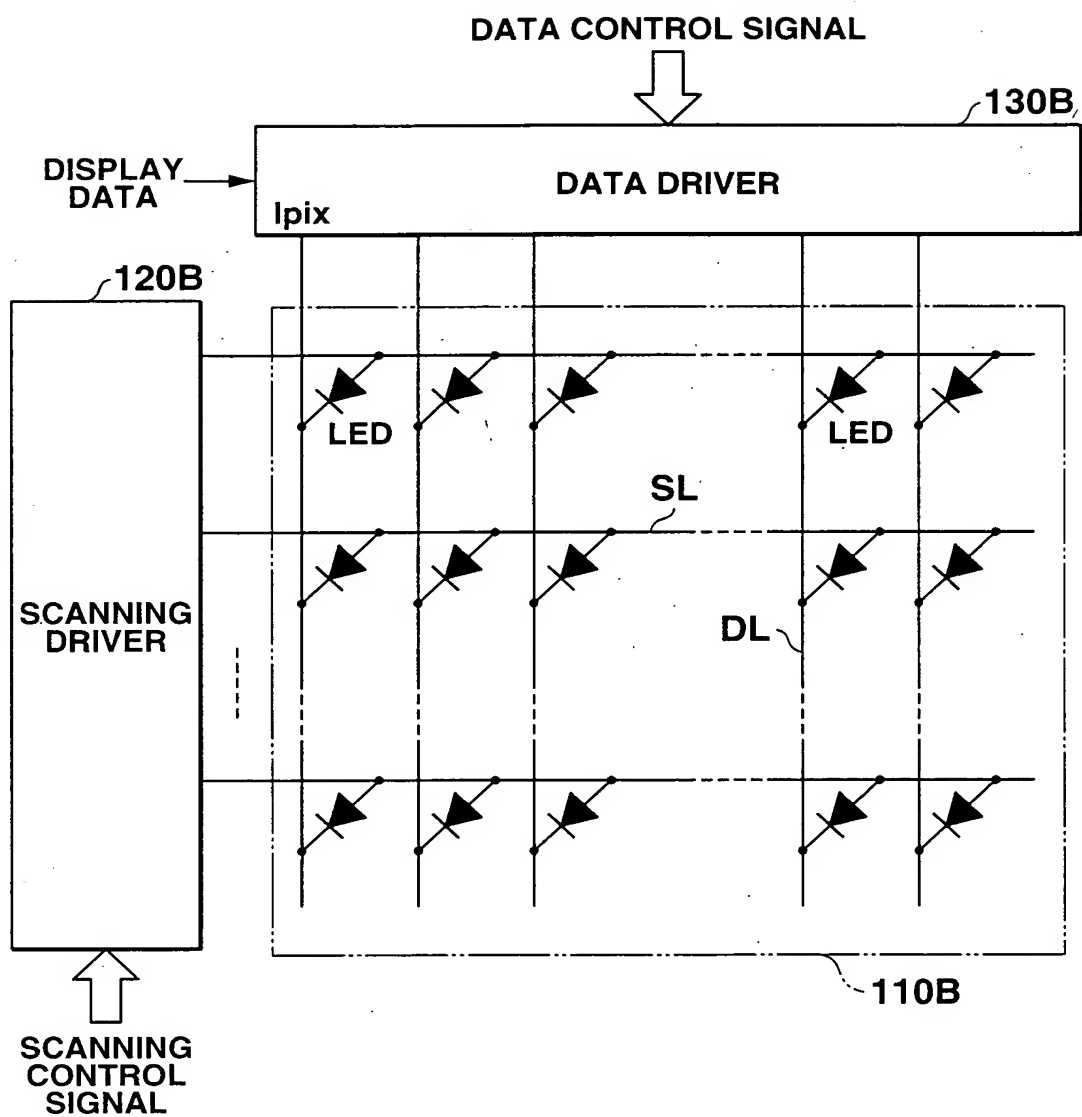 DATA CONTROL SIGNAL
130B
DISPLAY
DATA
DATA DRIVER
Ipix
120B
LED
LED
SL
SCANNING
DRIVER
DL
110B
SCANNING
CONTROL
SIGNAL